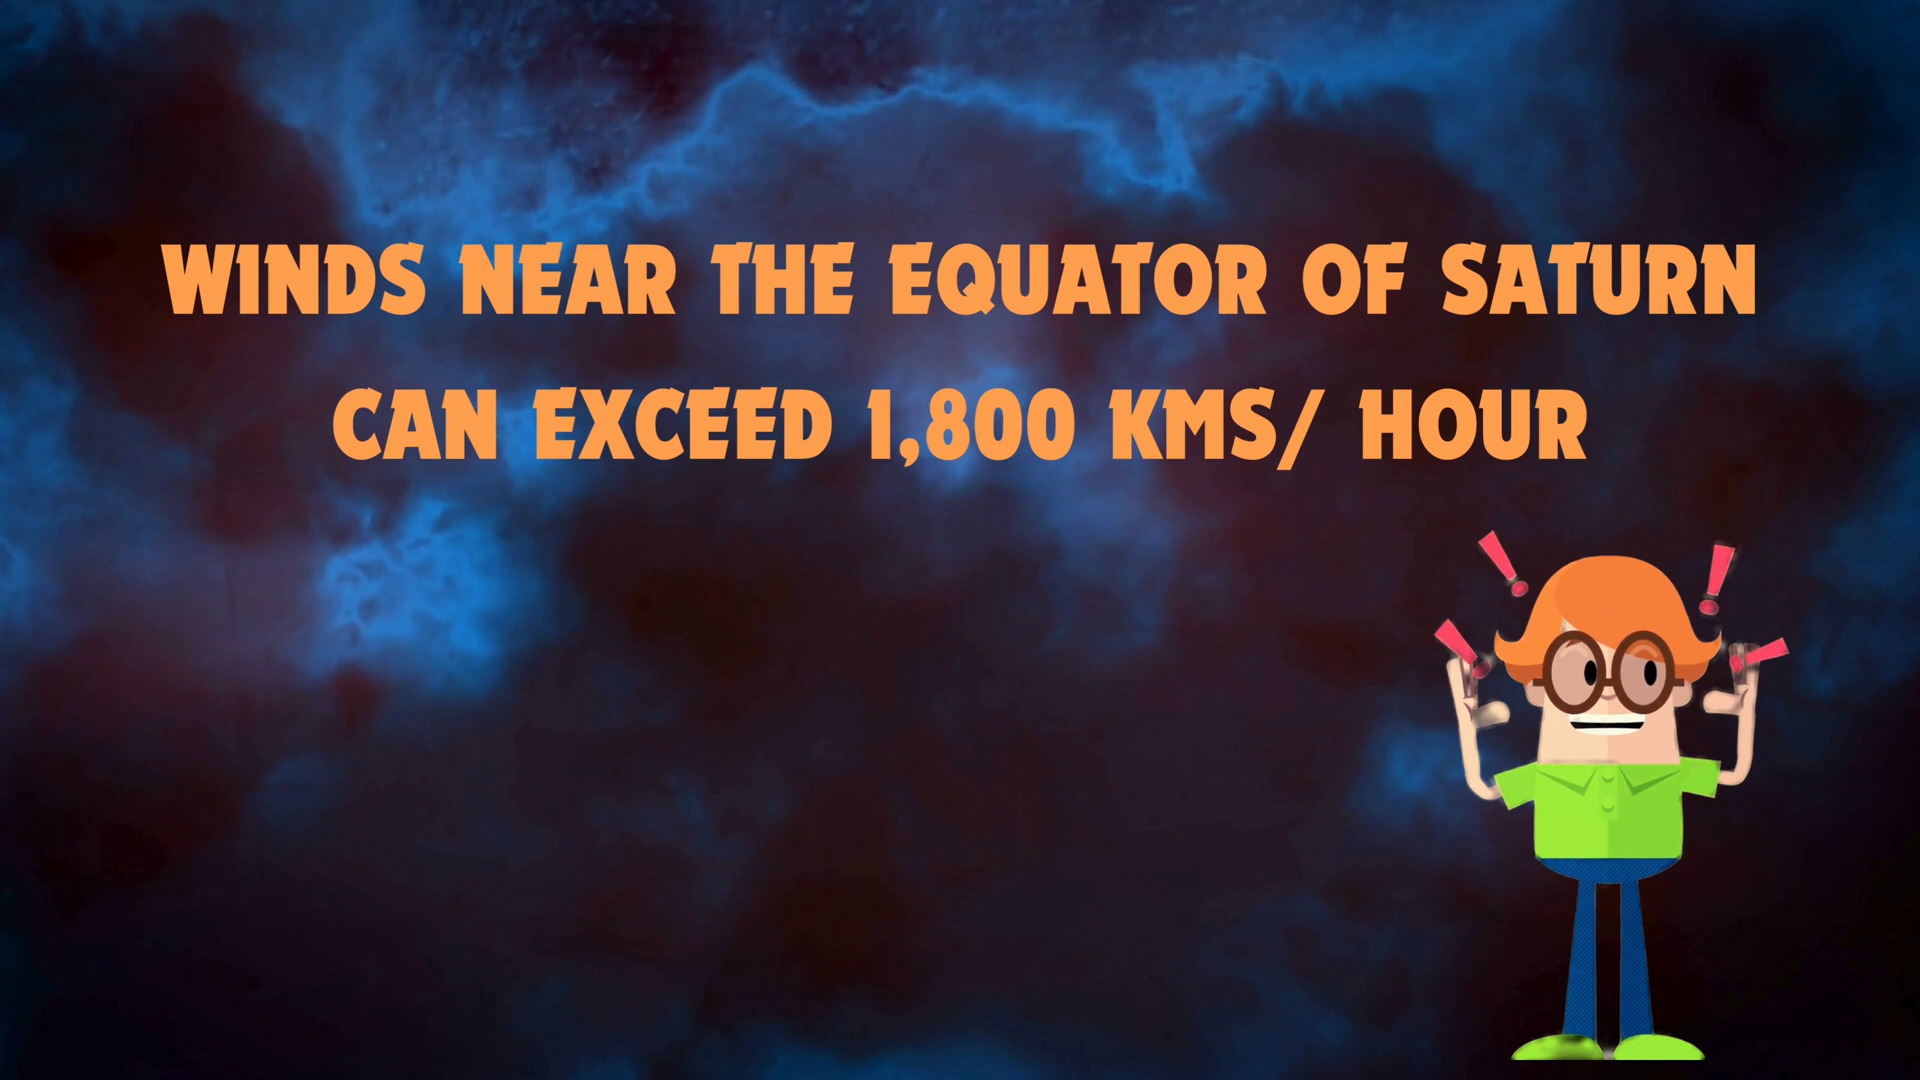 WINDS NEAR THE EQUATOR OF SATURN
CAN EXCEED 1,800 KMS/ HOUR